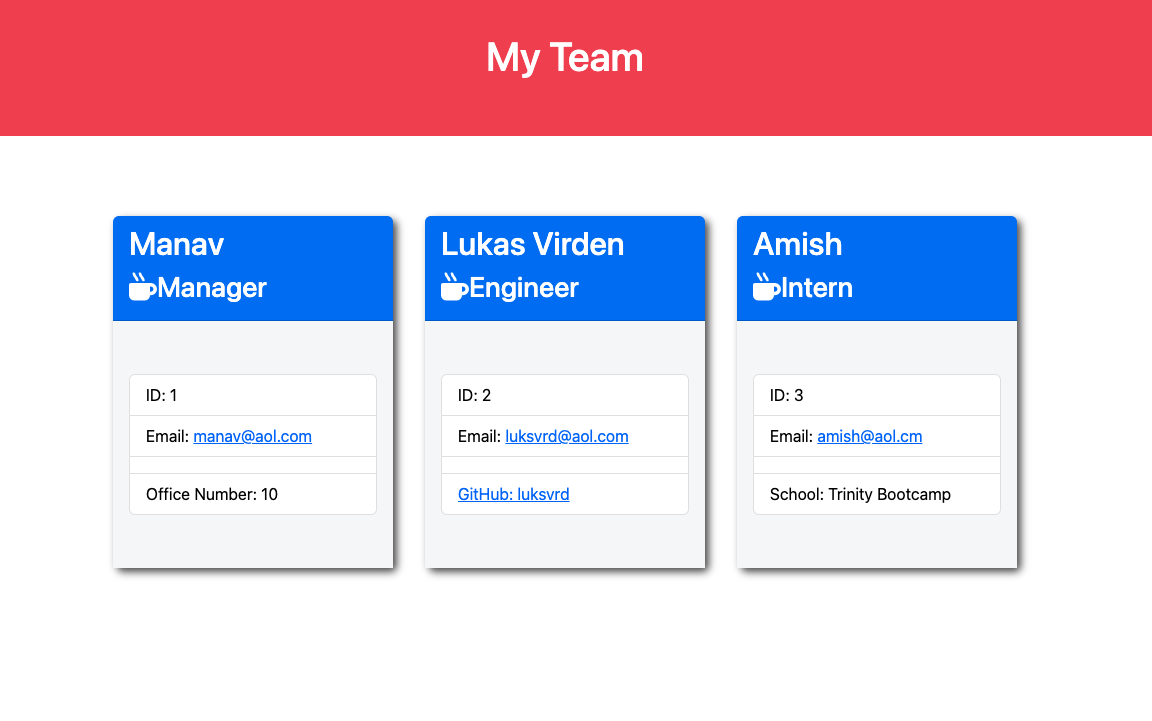 My Team
Manav
Manager
ID: 1
Email: manav@aol.com
Office Number: 10
Lukas Virden
Engineer
ID: 2
Email: luksvrd@aol.com
GitHub: luksvrd
Amish
Intern
ID: 3
Email: amish@aol.cm
School: Trinity Bootcamp